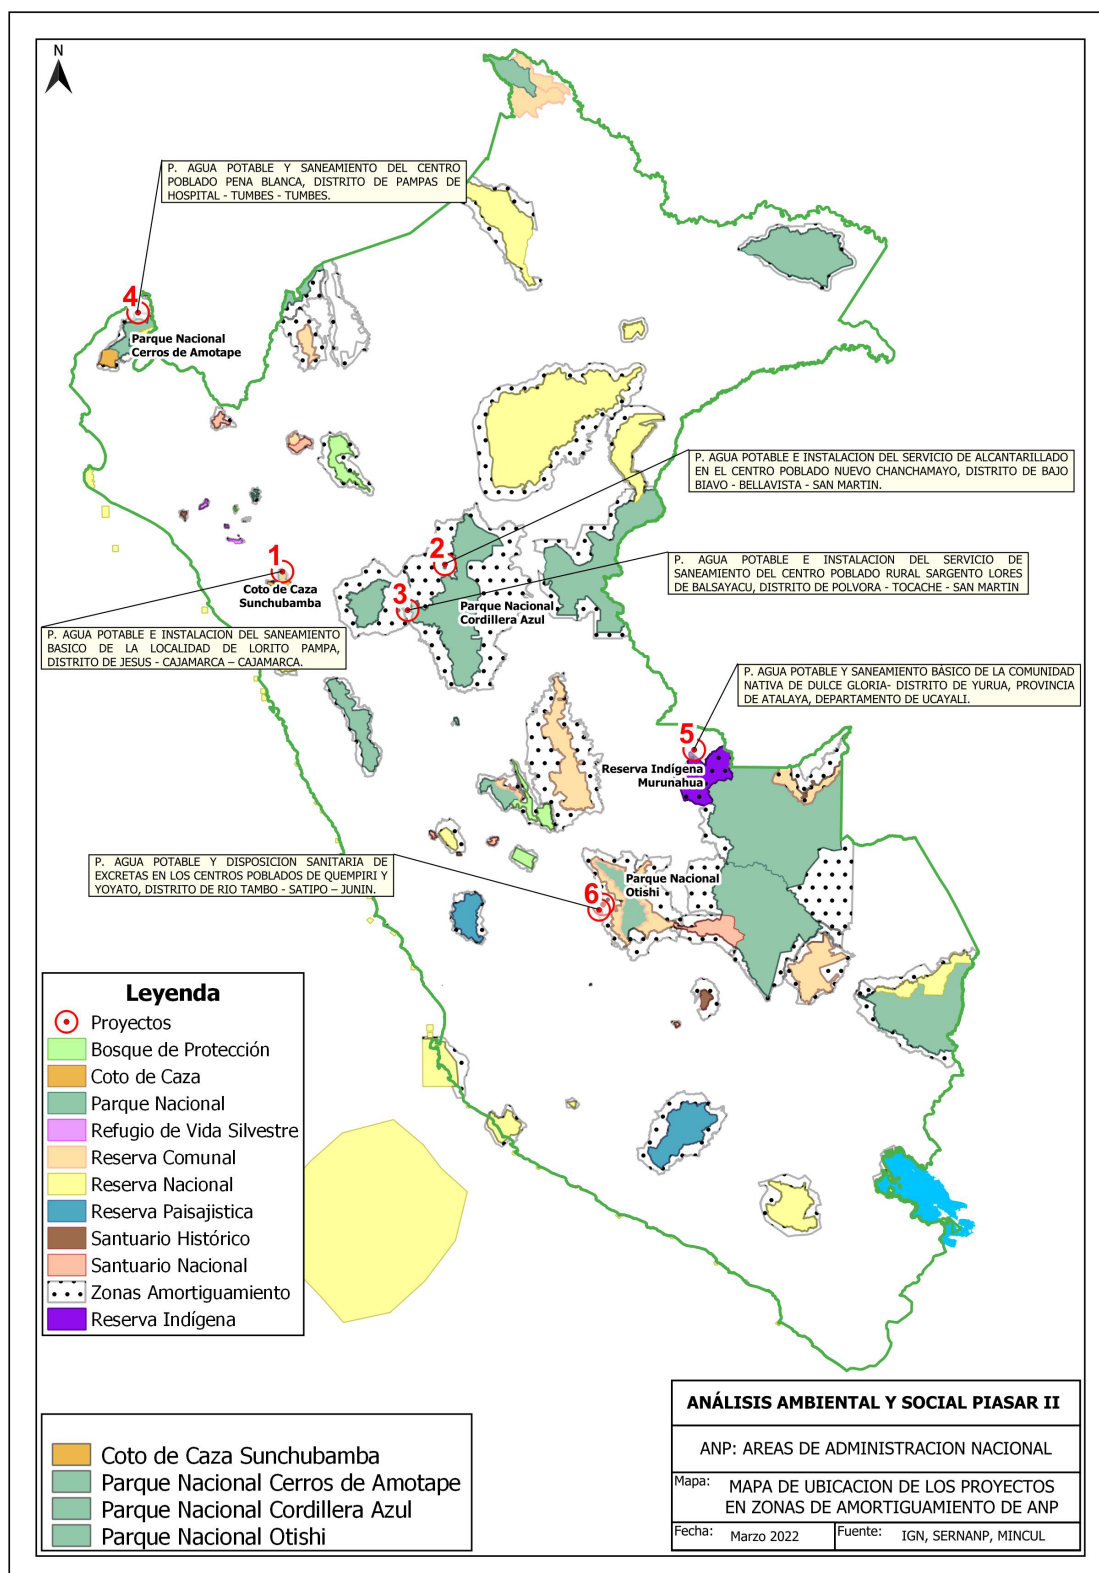 N
P. AGUA POTABLE Y SANEAMIENTO DEL CENTRO
POBLADO PENA BLANCA, DISTRITO DE PAMPAS DE
HOSPITAL - TUMBES - TUMBES.
4
Parque Nacional
Cerros de Amotape
P. AGUA POTABLE E INSTALACION DEL SERVICIO DE ALCANTARILLADO
EN EL CENTRO POBLADO NUEVO CHANCHAMAYO, DISTRITO DE BAJO
BIAVO - BELLAVISTA - SAN MARTIN.
1
2
3
Coto de Caza
Sunchubamba
Parque Nacional
Cordillera Azul
P. AGUA POTABLE E INSTALACION DEL SERVICIO DE
SANEAMIENTO DEL CENTRO POBLADO RURAL SARGENTO LORES
DE BALSAYACU, DISTRITO DE POLVORA - TOCACHE - SAN MARTIN
P. AGUA POTABLE E INSTALACION DEL SANEAMIENTO
BASICO DE LA LOCALIDAD DE LORITO PAMPA,
DISTRITO DE JESUS - CAJAMARCA – CAJAMARCA.
P. AGUA POTABLE Y SANEAMIENTO BÁSICO DE LA COMUNIDAD
NATIVA DE DULCE GLORIA- DISTRITO DE YURUA, PROVINCIA
DE ATALAYA, DEPARTAMENTO DE UCAYALI.
5
Reserva Indígena
Murunahua
P. AGUA POTABLE Y DISPOSICION SANITARIA DE
EXCRETAS EN LOS CENTROS POBLADOS DE QUEMPIRI Y
YOYATO, DISTRITO DE RIO TAMBO - SATIPO – JUNIN.
6
Parque Nacional
Otishi
Leyenda
Proyectos
Bosque de Protección
Coto de Caza
Parque Nacional
Refugio de Vida Silvestre
Reserva Comunal
Reserva Nacional
Reserva Paisajistica
Santuario Histórico
Santuario Nacional
Zonas Amortiguamiento
Reserva Indígena
Coto de Caza Sunchubamba
Parque Nacional Cerros de Amotape
Parque Nacional Cordillera Azul
Parque Nacional Otishi
ANÁLISIS AMBIENTAL Y SOCIAL PIASAR II
ANP: AREAS DE ADMINISTRACION NACIONAL
Mapa: MAPA DE UBICACION DE LOS PROYECTOS
EN ZONAS DE AMORTIGUAMIENTO DE ANP
Fecha: Marzo 2022 Fuente: IGN, SERNANP, MINCUL